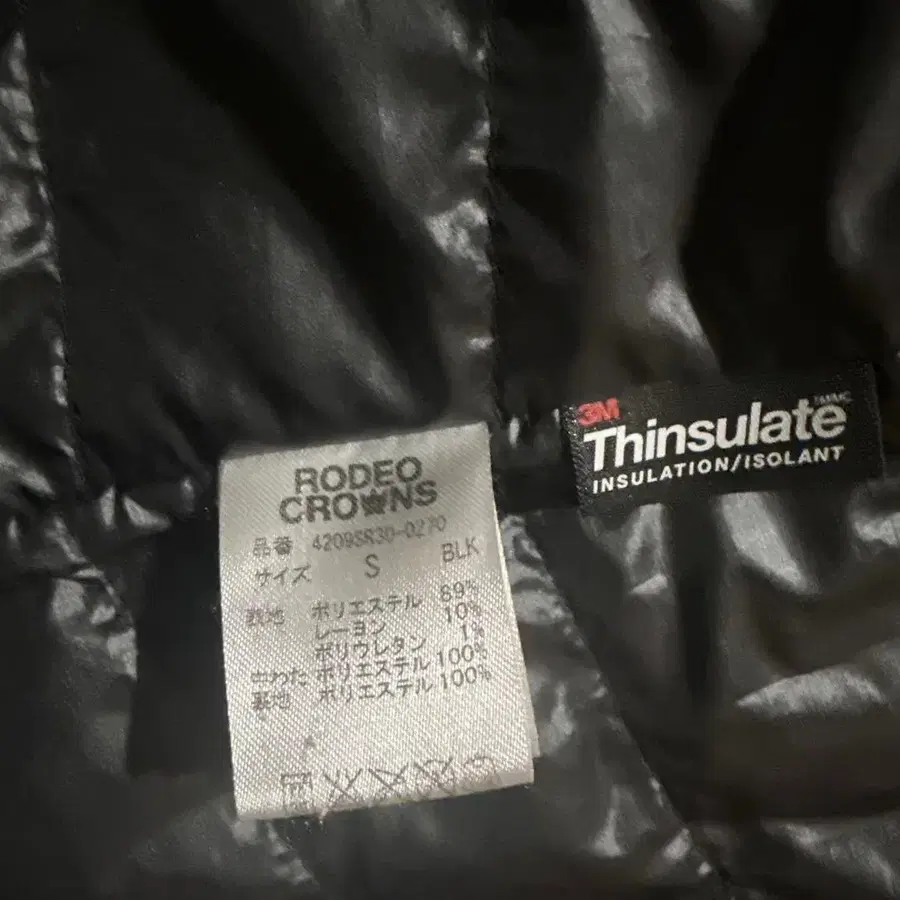 RODEO
CROWNS
品番 4209SR30-0270
サイズ S BLK
表地 ポリエステル 89%
レーヨン 10%
ポリウレタン 1%
中わた ポリエステル 100%
裏地 ポリエステル 100%
3M
Thinsulate
INSULATION/ISOLANT